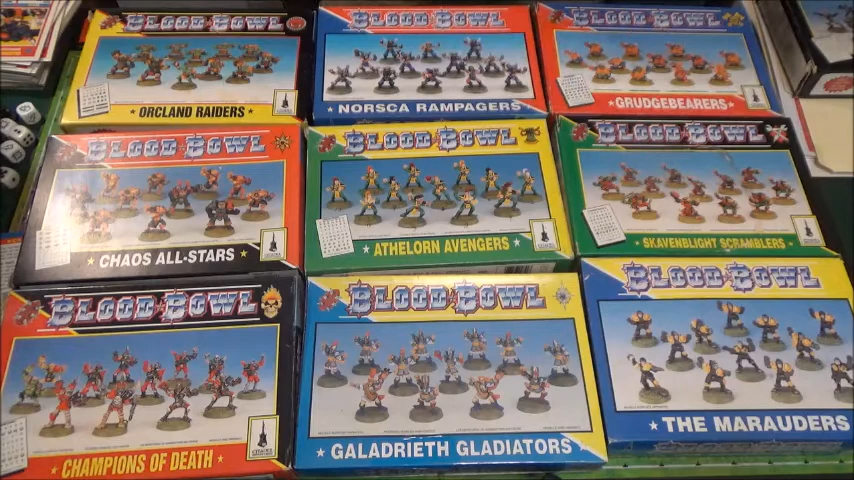 BLOOD BOWL
ORCLAND RAIDERS
BLOOD BOWL
NORSCA RAMPAGERS
BLOOD BOWL
GRUDGEBEARERS
BLOOD BOWL
CHAOS ALL-STARS
BLOOD BOWL
ATHELORN AVENGERS
BLOOD BOWL
SKAVENBLIGHT SCRAMBLERS
BLOOD BOWL
CHAMPIONS OF DEATH
BLOOD BOWL
GALADRIETH GLADIATORS
BLOOD BOWL
THE MARAUDERS